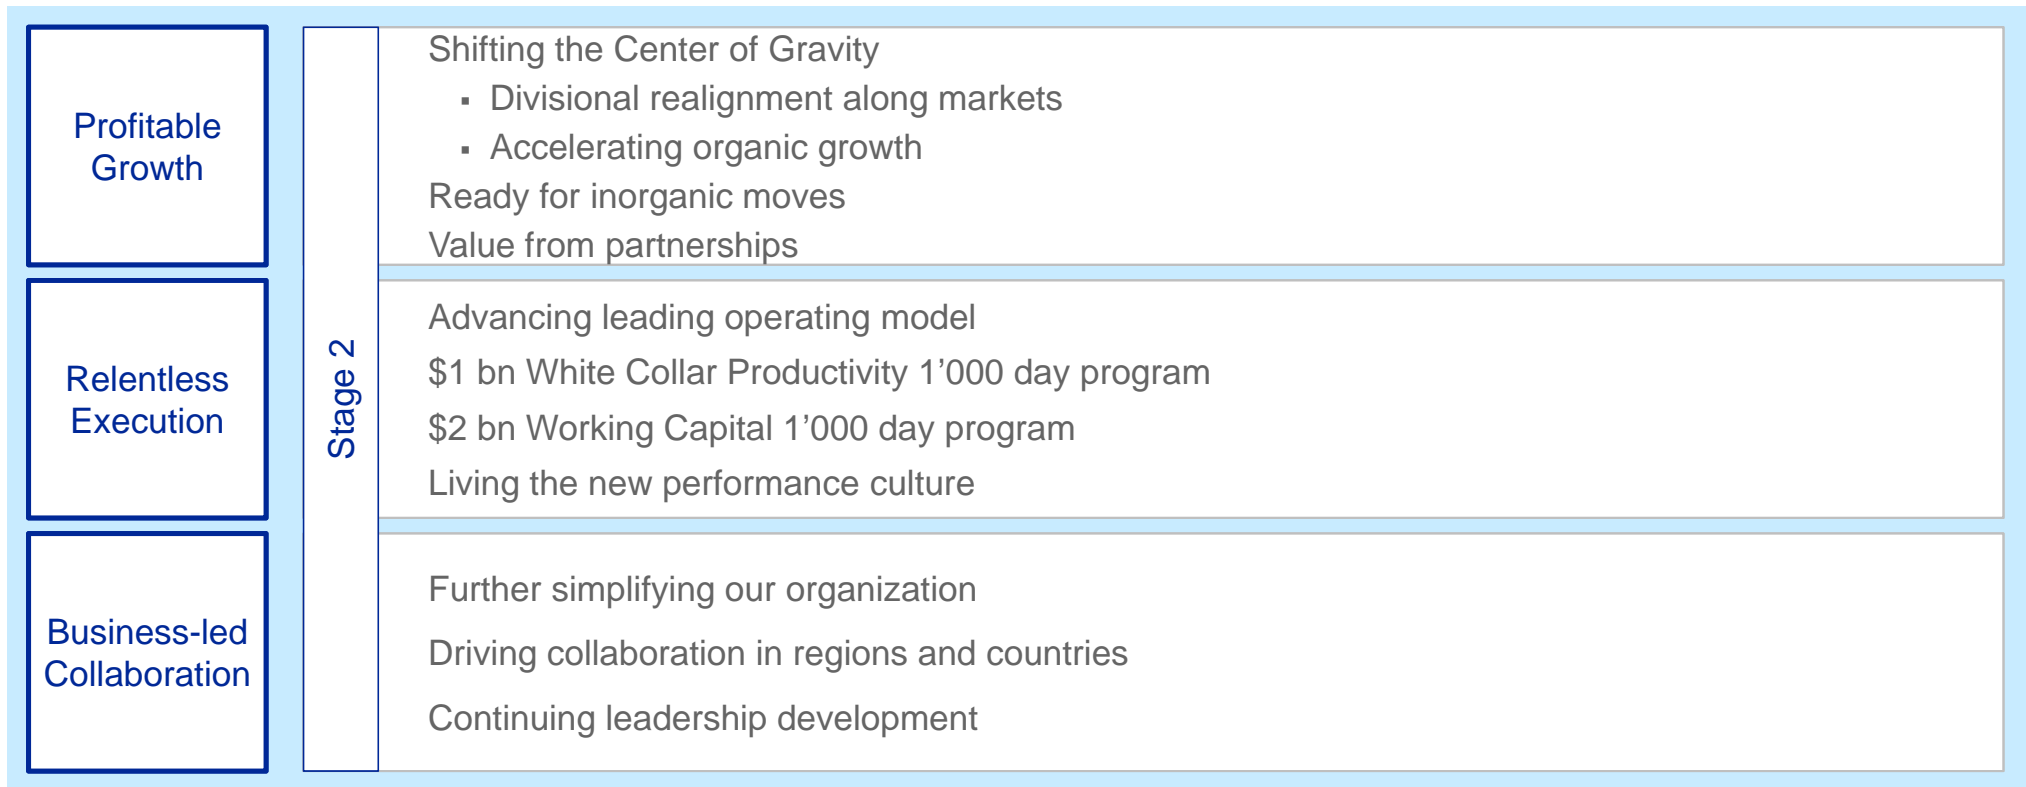 Profitable
Growth
Stage 2
Shifting the Center of Gravity
▪ Divisional realignment along markets
▪ Accelerating organic growth
Ready for inorganic moves
Value from partnerships
Relentless
Execution
Advancing leading operating model
$1 bn White Collar Productivity 1’000 day program
$2 bn Working Capital 1’000 day program
Living the new performance culture
Business-led
Collaboration
Further simplifying our organization
Driving collaboration in regions and countries
Continuing leadership development